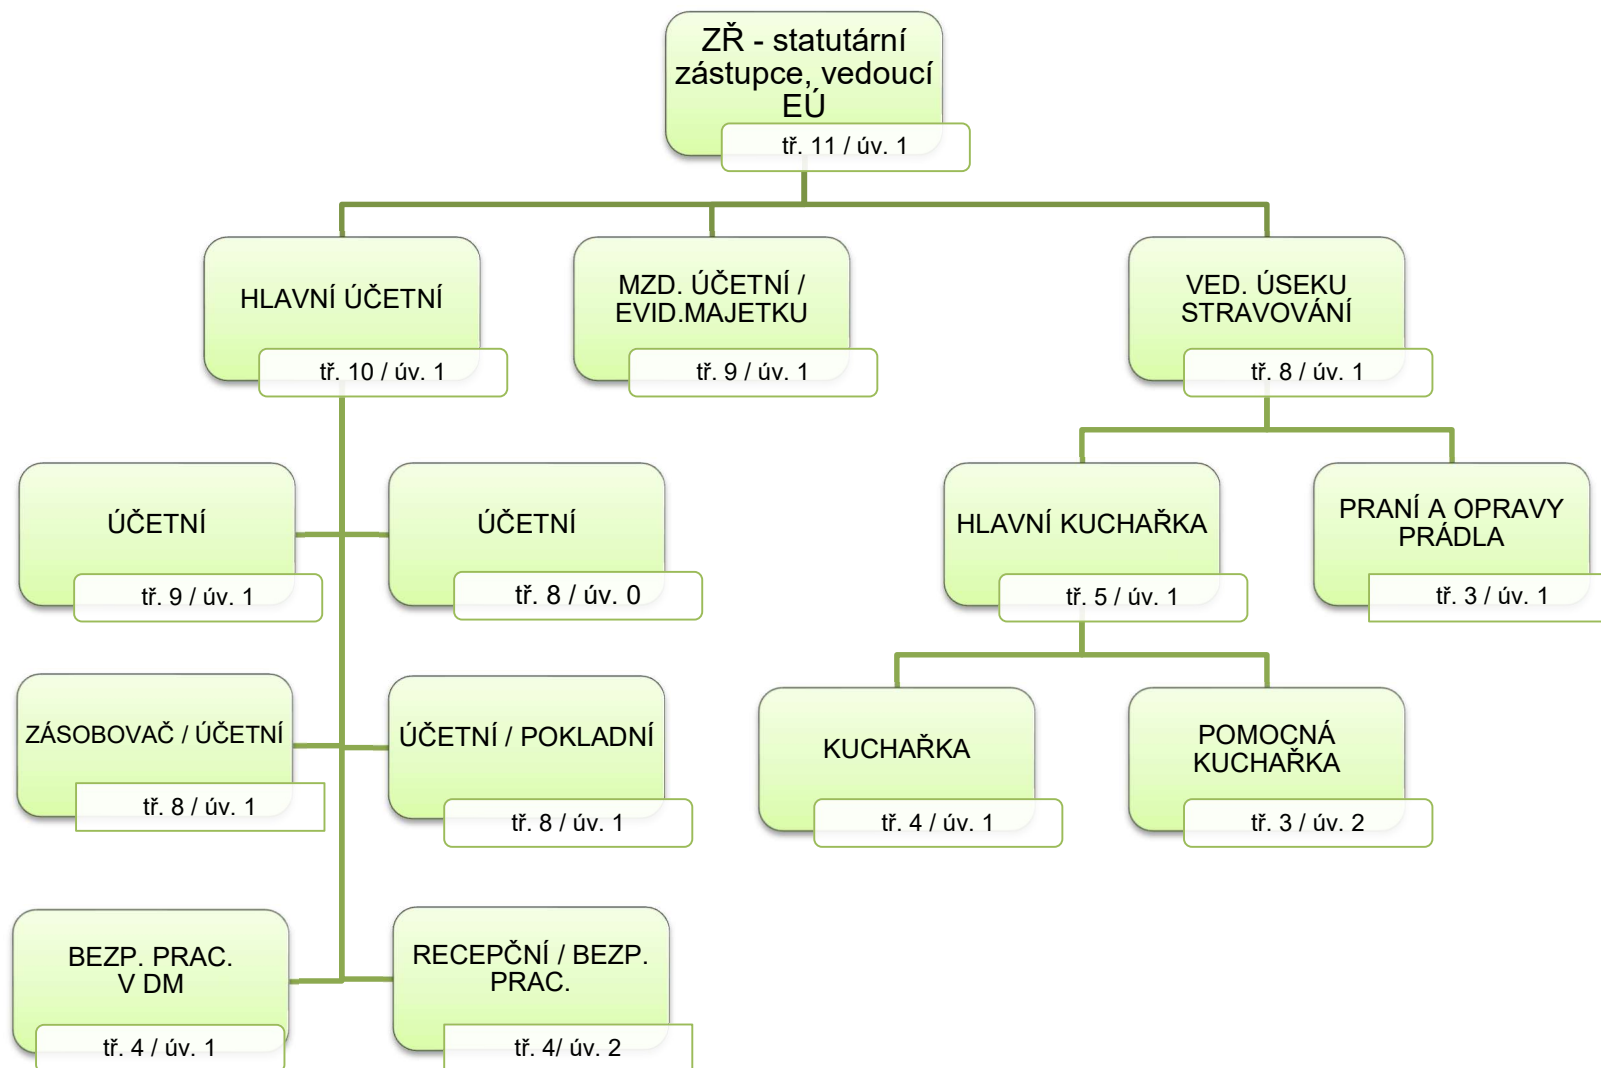 ZŘ - statutární
zástupce, vedoucí
EÚ
tř. 11 / úv. 1
HLAVNÍ ÚČETNÍ
tř. 10 / úv. 1
MZD. ÚČETNÍ /
EVID.MAJETKU
tř. 9 / úv. 1
VED. ÚSEKU
STRAVOVÁNÍ
tř. 8 / úv. 1
ÚČETNÍ
tř. 9 / úv. 1
ÚČETNÍ
tř. 8 / úv. 0
HLAVNÍ KUCHAŘKA
tř. 5 / úv. 1
PRANÍ A OPRAVY
PRÁDLA
tř. 3 / úv. 1
ZÁSOBOVAČ / ÚČETNÍ
tř. 8 / úv. 1
ÚČETNÍ / POKLADNÍ
tř. 8 / úv. 1
KUCHAŘKA
tř. 4 / úv. 1
POMOCNÁ
KUCHAŘKA
tř. 3 / úv. 2
BEZP. PRAC.
V DM
tř. 4 / úv. 1
RECEPČNÍ / BEZP.
PRAC.
tř. 4/ úv. 2